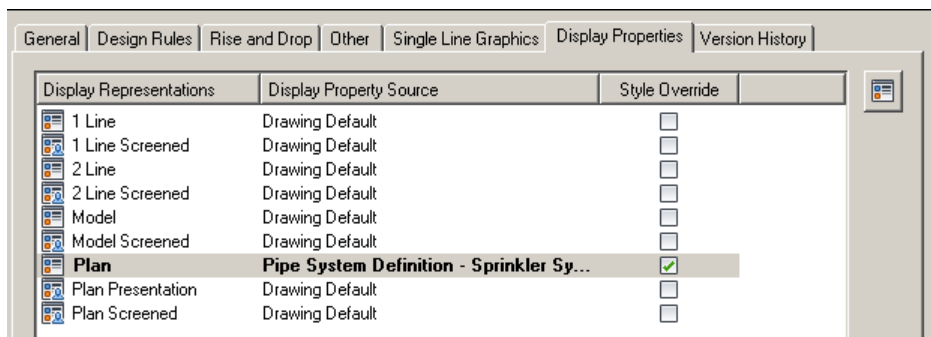 General Design Rules Rise and Drop Other Single Line Graphics Display Properties Version History
Display Representations Display Property Source Style Override
1 Line Drawing Default
1 Line Screened Drawing Default
2 Line Drawing Default
2 Line Screened Drawing Default
Model Drawing Default
Model Screened Drawing Default
Plan Pipe System Definition - Sprinkler Sy...
Plan Presentation Drawing Default
Plan Screened Drawing Default